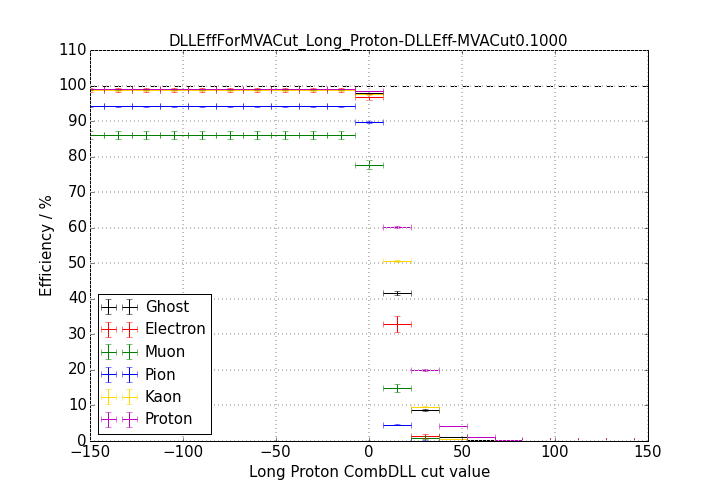 DLLEffForMVACut_Long_Proton-DLLEff-MVACut0.1000
110
100
90
80
70
60
50
40
30
20
10
0
Efficiency / %
Ghost
Electron
Muon
Pion
Kaon
Proton
−150 −100 −50 0 50 100 150
Long Proton CombDLL cut value